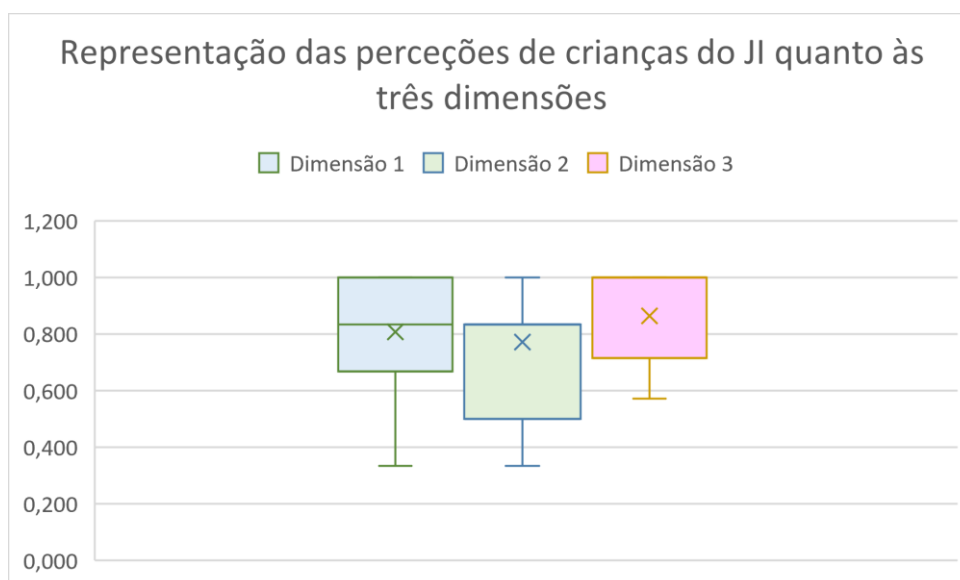 Representação das perceções de crianças do JI quanto às
três dimensões
Dimensão 1 Dimensão 2 Dimensão 3
1,200
1,000
0,800
0,600
0,400
0,200
0,000